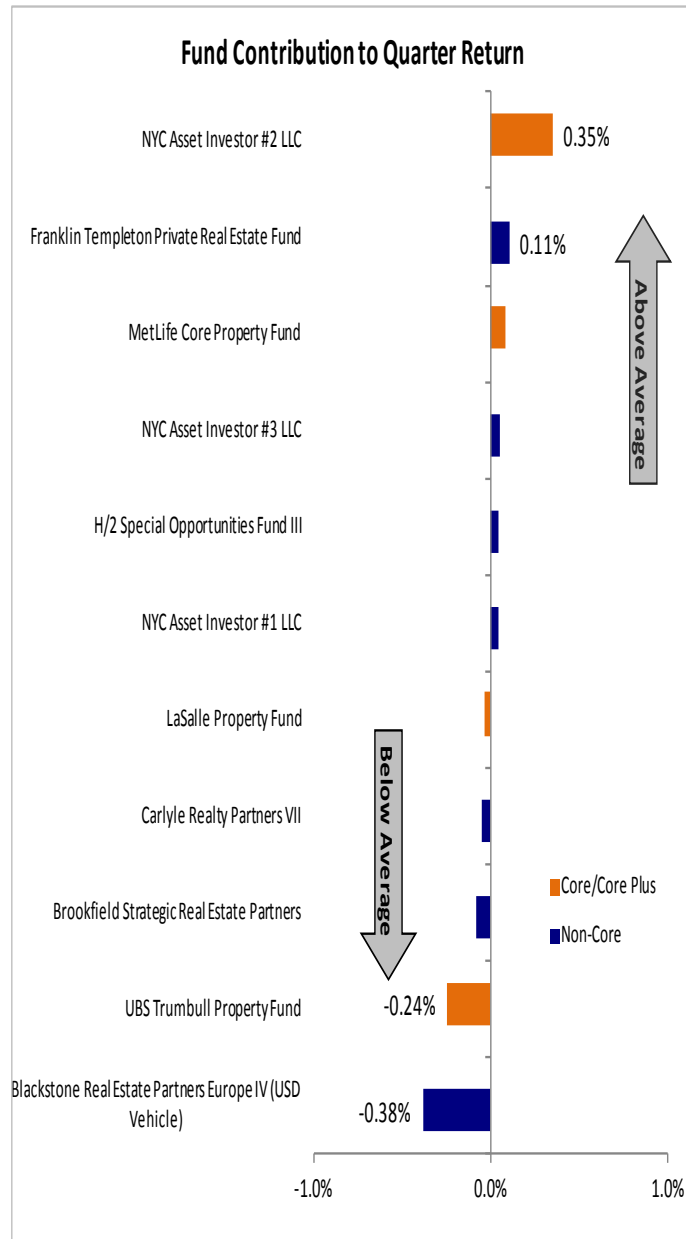 Fund Contribution to Quarter Return
NYC Asset Investor #2 LLC
0.35%
Franklin Templeton Private Real Estate Fund
0.11%
Above Average
MetLife Core Property Fund
NYC Asset Investor #3 LLC
H/2 Special Opportunities Fund III
NYC Asset Investor #1 LLC
LaSalle Property Fund
Below Average
Carlyle Realty Partners VII
Core/Core Plus
Brookfield Strategic Real Estate Partners
Non-Core
UBS Trumbull Property Fund
-0.24%
Blackstone Real Estate Partners Europe IV (USD
Vehicle)
-0.38%
-1.0%
0.0%
1.0%